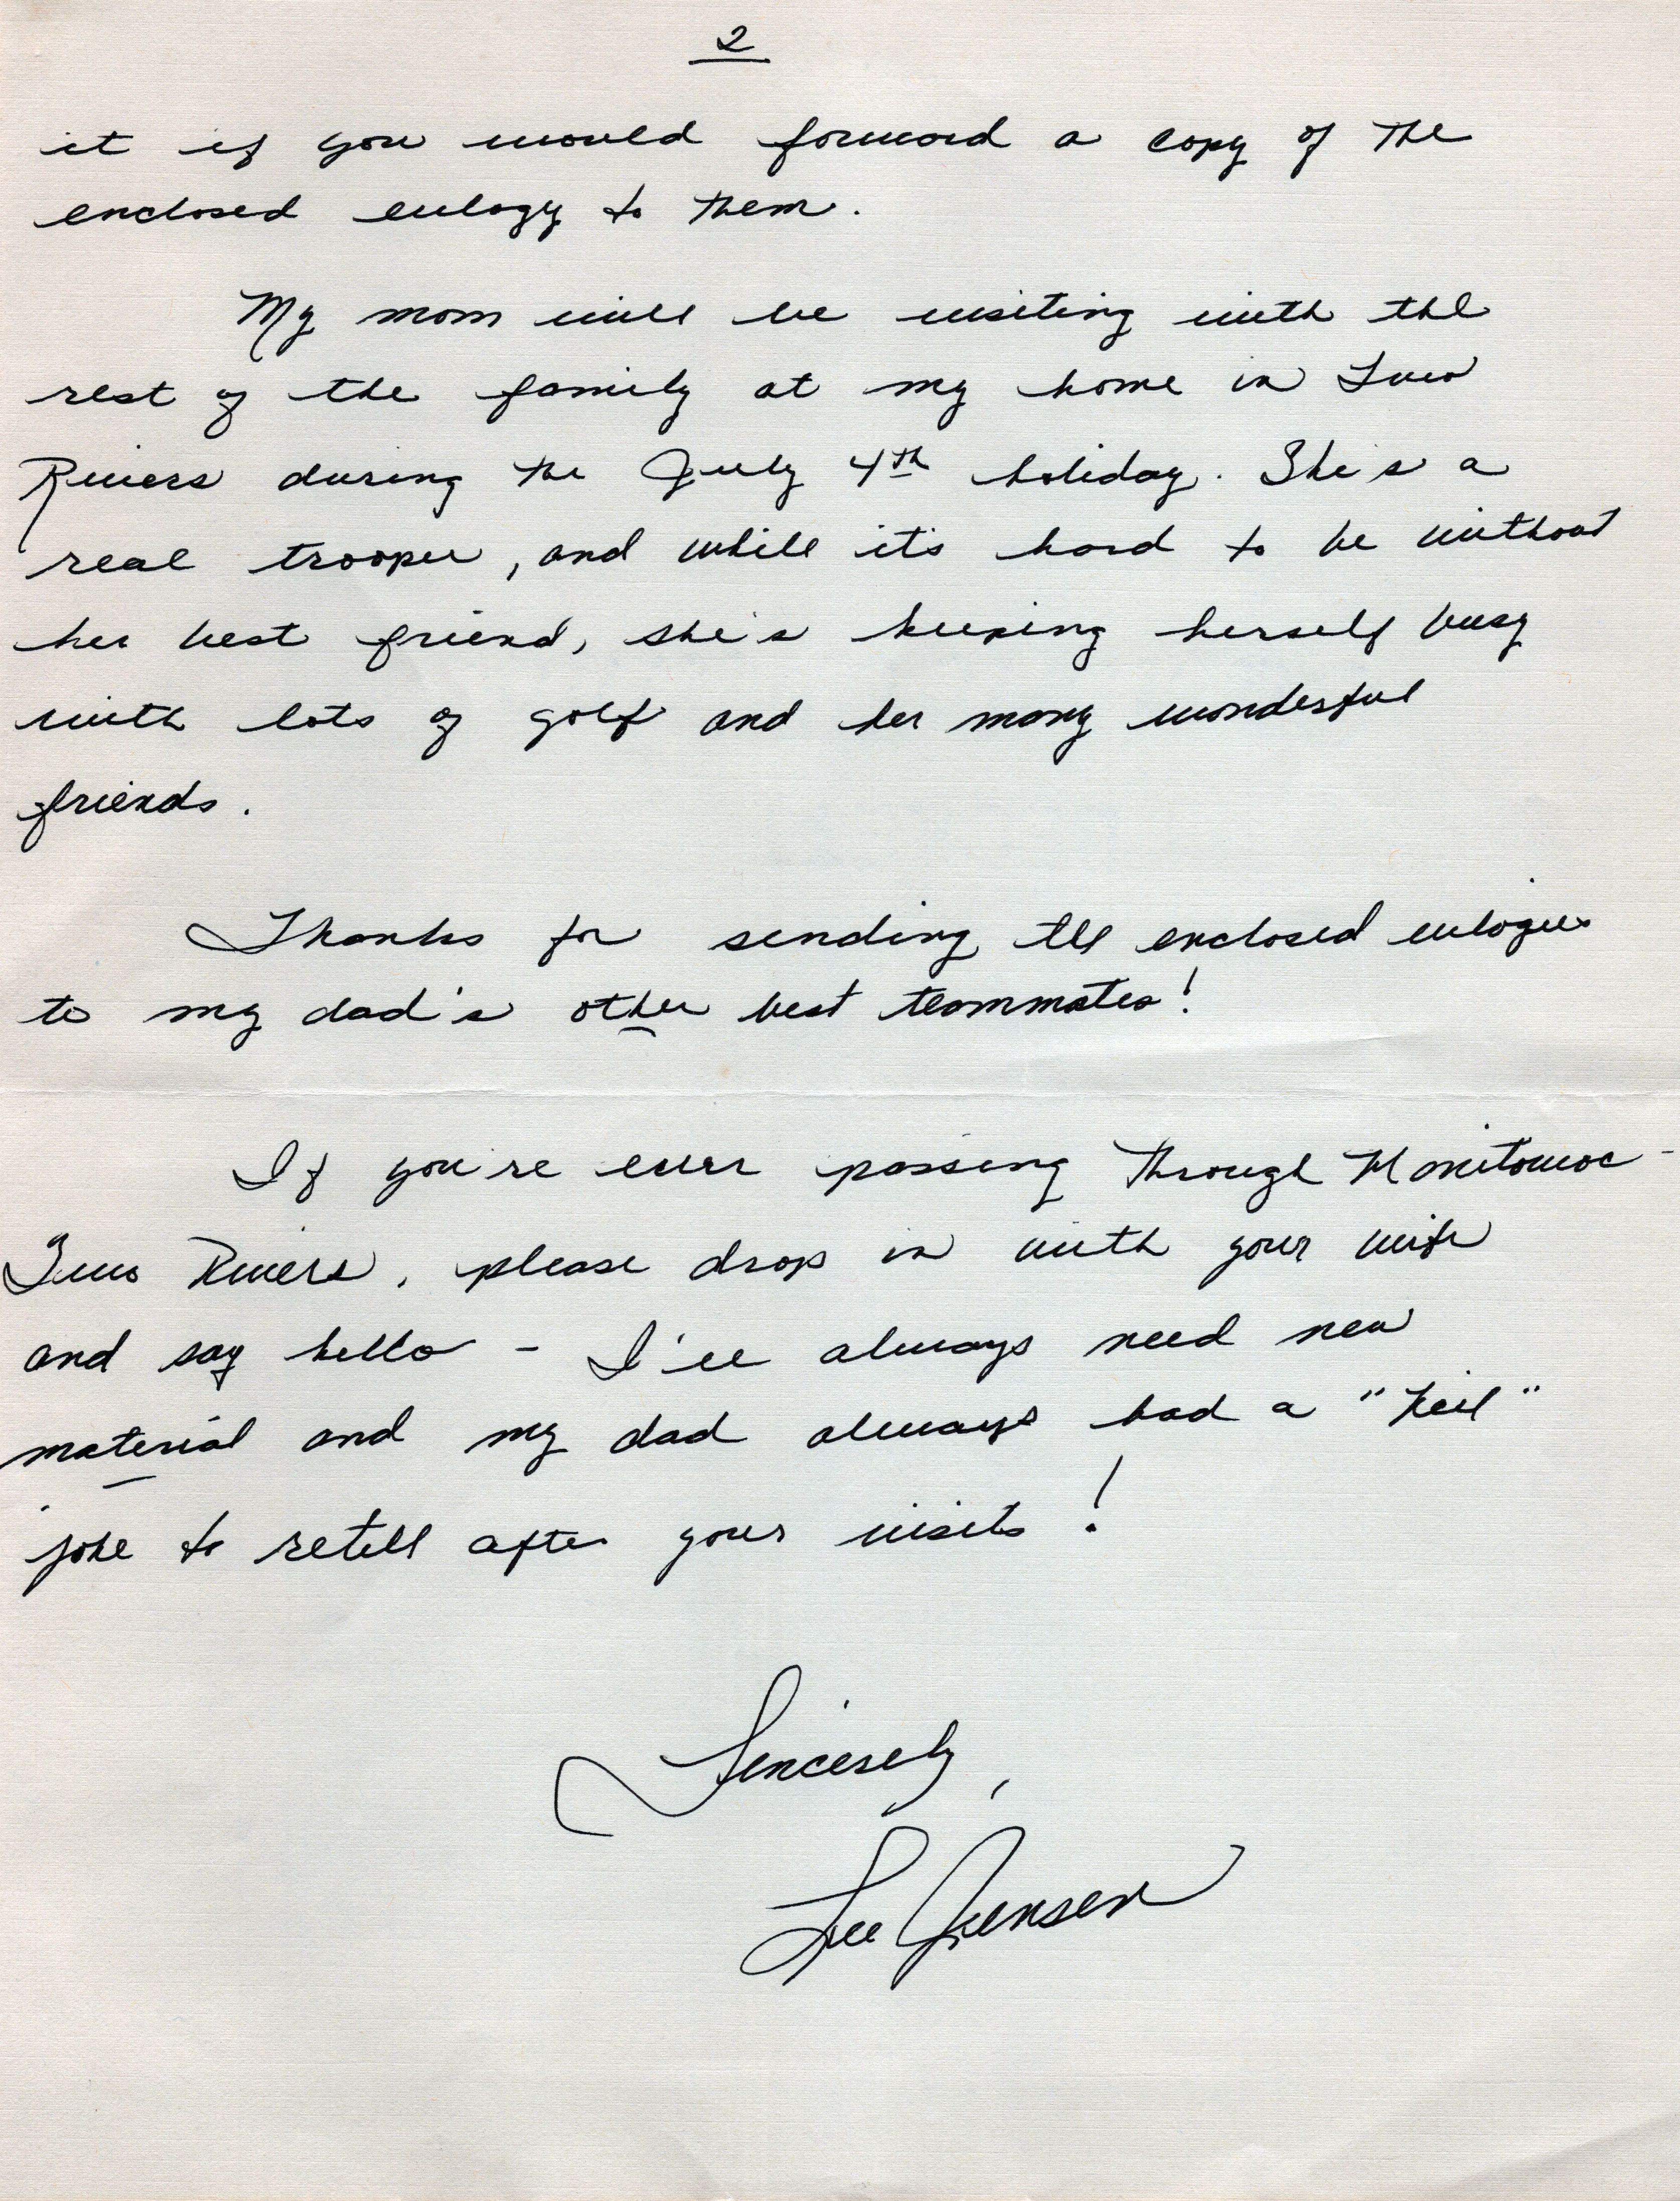 2
it if you would forward a copy of the
enclosed eulogy to them.
My mom will be visiting with the
rest of the family at my home in Two
Rivers during the July 4th holiday. She's a
real trooper, and while it's hard to be without
her best friend, she's keeping herself busy
with lots of golf and her many wonderful
friends.
Thanks for sending the enclosed eulogies
to my dad's other best teammates!
If you're ever passing through Manitowoc-
Two Rivers, please drop in with your wife
and say hello - I'll always need new
material and my dad always had a "Keil"
joke to retell after your visits!
Sincerely,
Lee Jensen